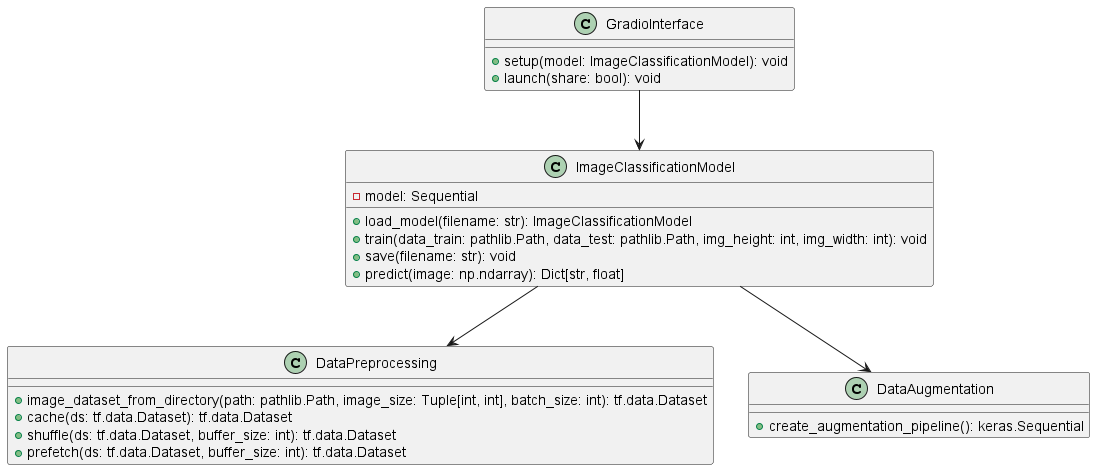 C GradioInterface
setup(model: ImageClassificationModel): void
launch(share: bool): void
C ImageClassificationModel
model: Sequential
load_model(filename: str): ImageClassificationModel
train(data_train: pathlib.Path, data_test: pathlib.Path, img_height: int, img_width: int): void
save(filename: str): void
predict(image: np.ndarray): Dict[str, float]
C DataPreprocessing
image_dataset_from_directory(path: pathlib.Path, image_size: Tuple[int, int], batch_size: int): tf.data.Dataset
cache(ds: tf.data.Dataset): tf.data.Dataset
shuffle(ds: tf.data.Dataset, buffer_size: int): tf.data.Dataset
prefetch(ds: tf.data.Dataset, buffer_size: int): tf.data.Dataset
C DataAugmentation
create_augmentation_pipeline(): keras.Sequential